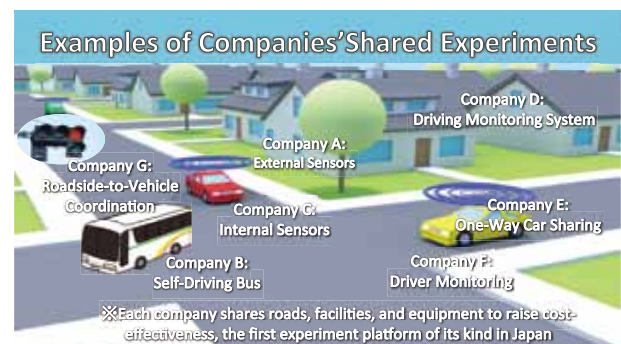 Examples of Companies'Shared Experiments
Company D:
Driving Monitoring System
Company A:
External Sensors
Company G:
Roadside-to-Vehicle
Coordination
Company C:
Internal Sensors
Company E:
One-Way Car Sharing
Company B:
Self-Driving Bus
Company F:
Driver Monitoring
※Each company shares roads, facilities, and equipment to raise cost-
effectiveness, the first experiment platform of its kind in Japan